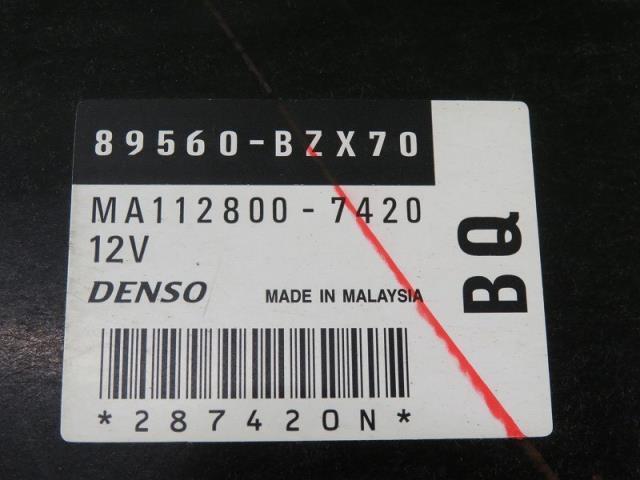 89560-BZX70
MA112800-7420
12V
DENSO MADE IN MALAYSIA
*287420N*
BQ